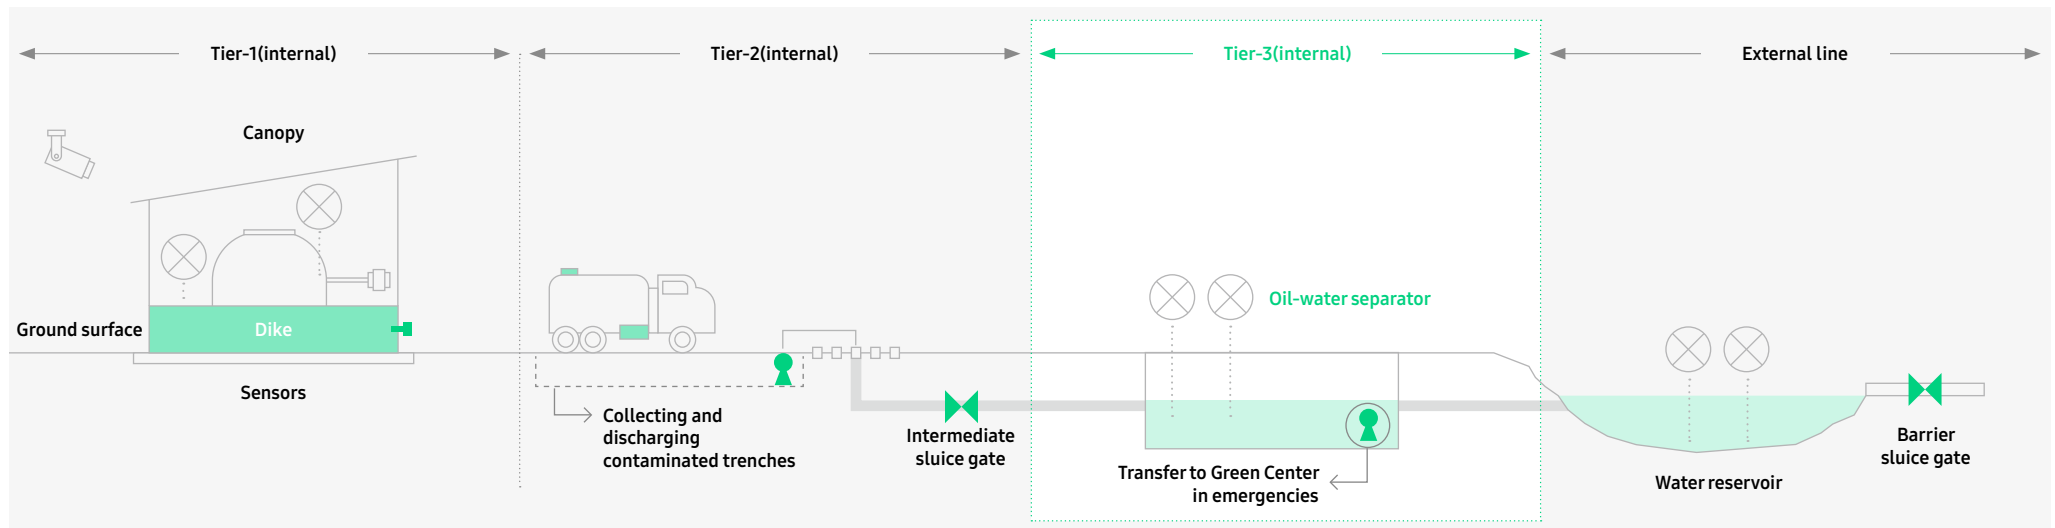 Tier-1(internal)
Tier-2(internal)
Tier-3(internal)
External line
Canopy
Ground surface
Dike
Sensors
Collecting and
discharging
contaminated trenches
Intermediate
sluice gate
Oil-water separator
Transfer to Green Center
in emergencies
Water reservoir
Barrier
sluice gate